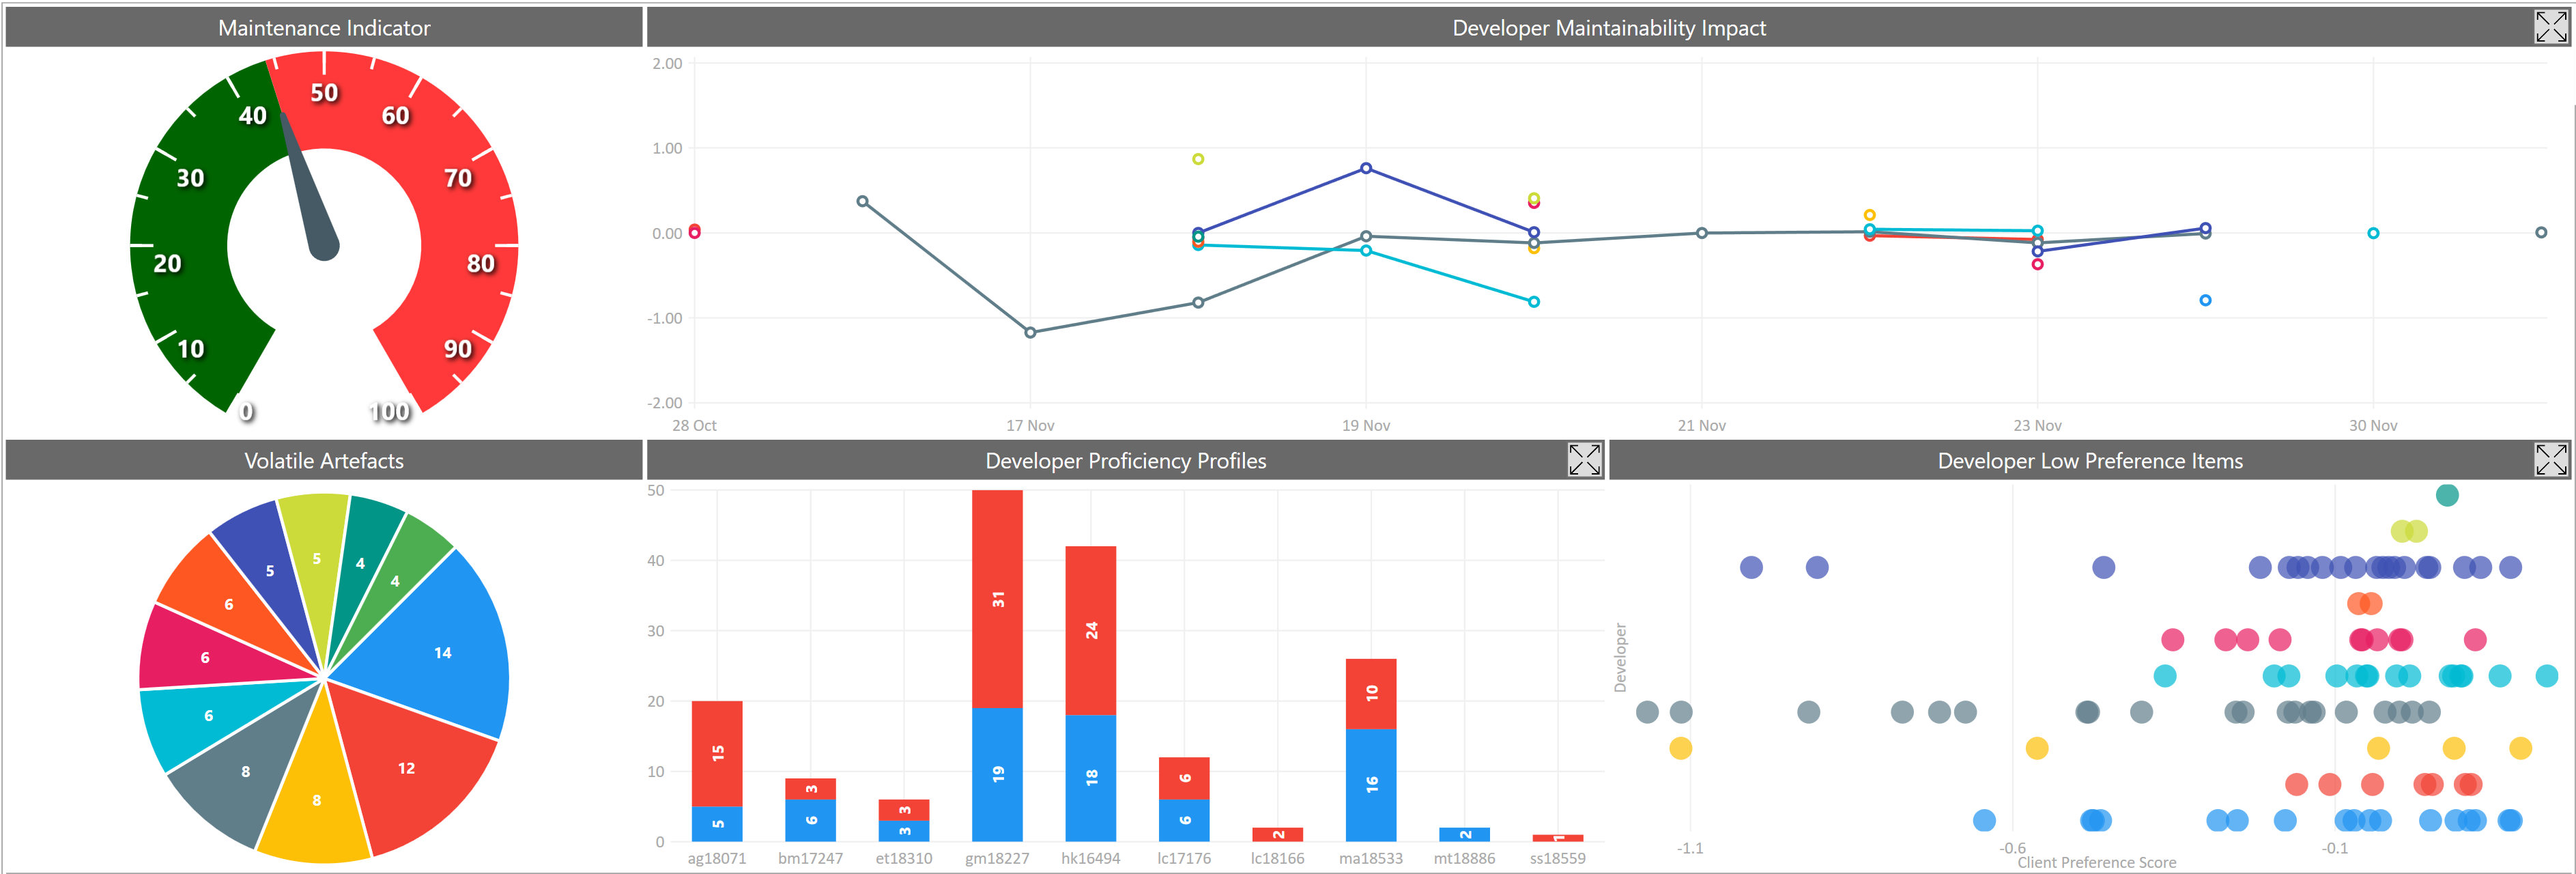 Maintenance Indicator
0
10
20
30
40
50
60
70
80
90
100
Developer Maintainability Impact
2.00
1.00
0.00
-1.00
-2.00
28 Oct
17 Nov
19 Nov
21 Nov
23 Nov
30 Nov
Volatile Artefacts
14
12
8
8
6
6
6
5
5
4
4
Developer Proficiency Profiles
50
40
30
20
10
0
15
5
3
6
3
3
31
19
24
18
6
6
2
10
16
2
1
ag18071
bm17247
et18310
gm18227
hk16494
lc17176
lc18166
ma18533
mt18886
ss18559
Developer Low Preference Items
Developer
-1.1
-0.6
-0.1
Client Preference Score